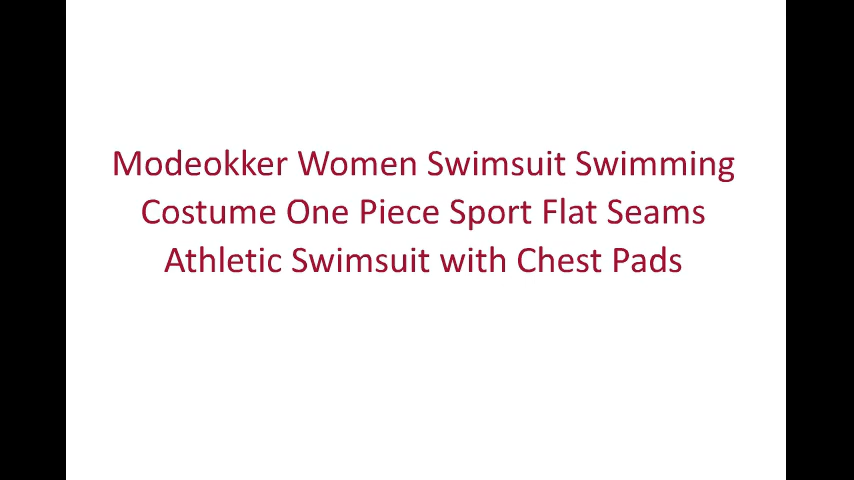 Modeokker Women Swimsuit Swimming
Costume One Piece Sport Flat Seams
Athletic Swimsuit with Chest Pads